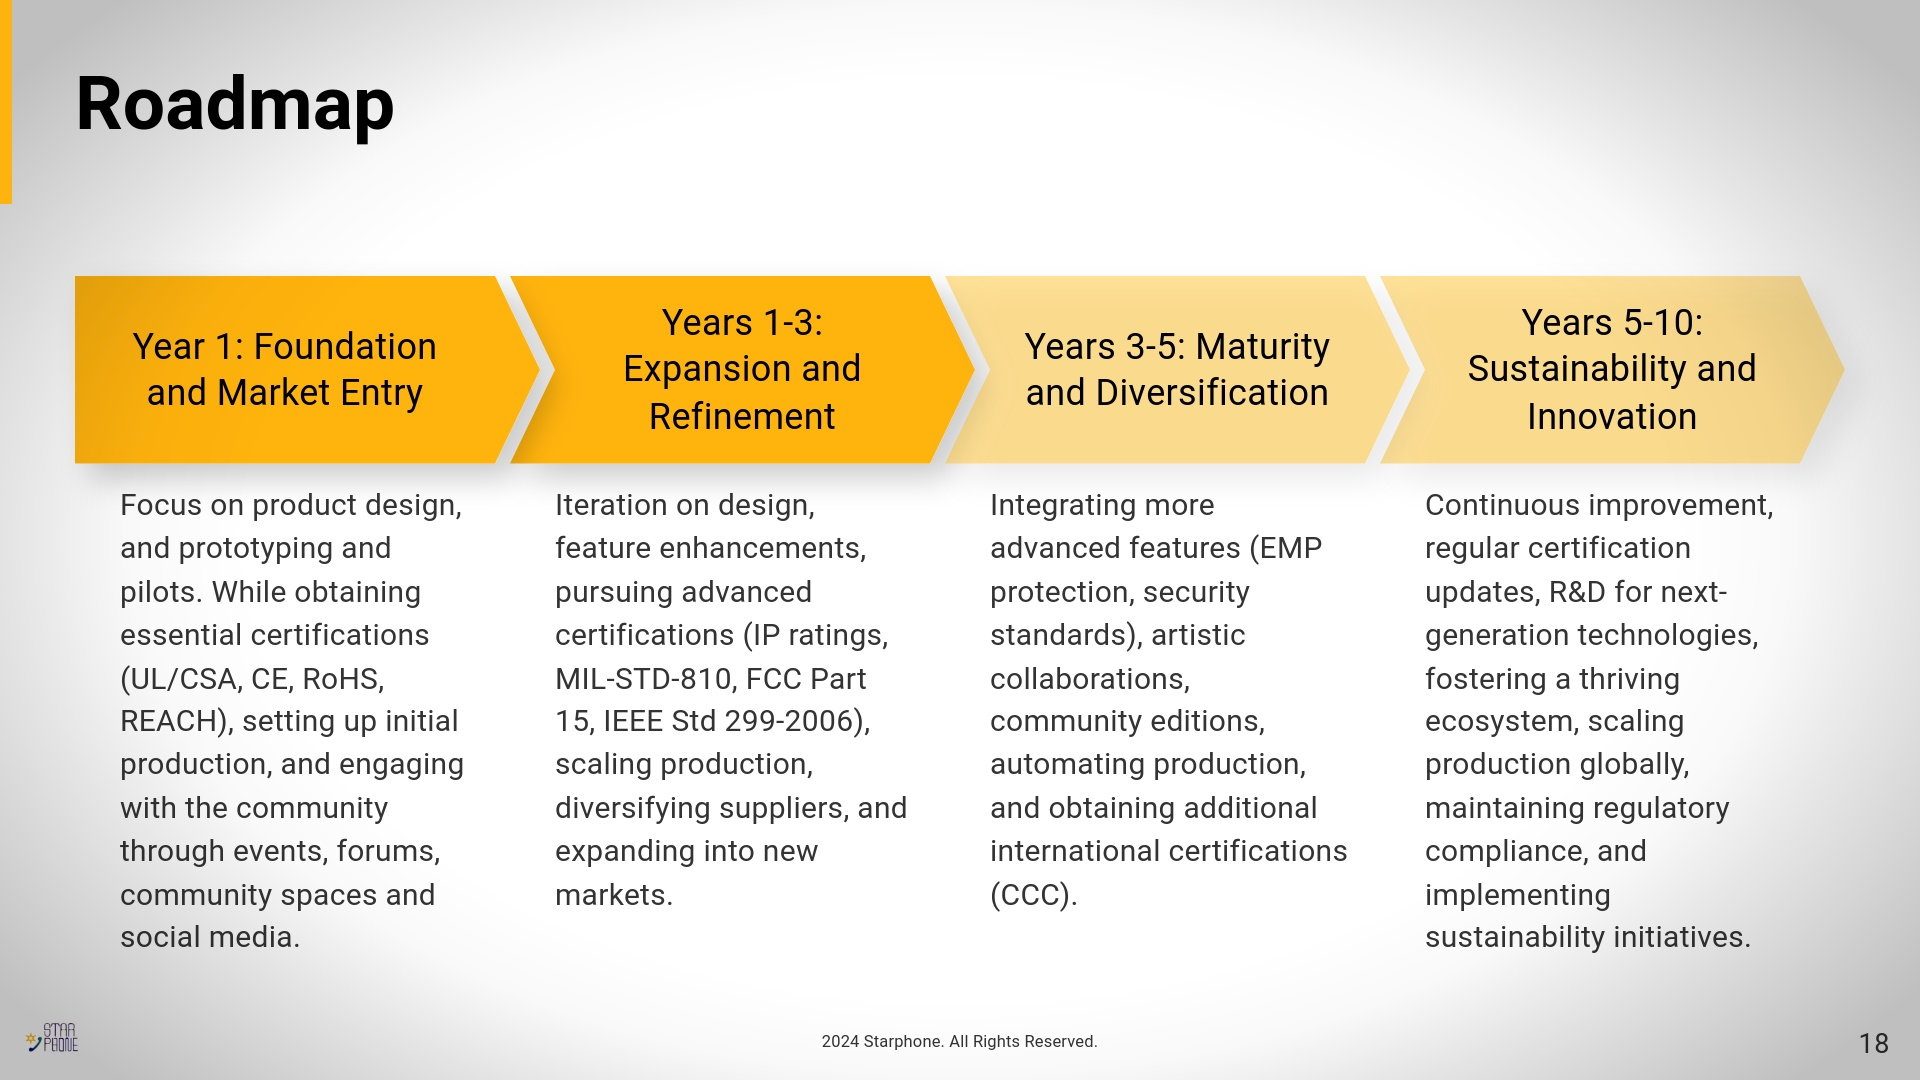 Roadmap
Year 1: Foundation
and Market Entry
Years 1-3:
Expansion and
Refinement
Years 3-5: Maturity
and Diversification
Years 5-10:
Sustainability and
Innovation
Focus on product design,
and prototyping and
pilots. While obtaining
essential certifications
(UL/CSA, CE, RoHS,
REACH), setting up initial
production, and engaging
with the community
through events, forums,
community spaces and
social media.
Iteration on design,
feature enhancements,
pursuing advanced
certifications (IP ratings,
MIL-STD-810, FCC Part
15, IEEE Std 299-2006),
scaling production,
diversifying suppliers, and
expanding into new
markets.
Integrating more
advanced features (EMP
protection, security
standards), artistic
collaborations,
community editions,
automating production,
and obtaining additional
international certifications
(CCC).
Continuous improvement,
regular certification
updates, R&D for next-
generation technologies,
fostering a thriving
ecosystem, scaling
production globally,
maintaining regulatory
compliance, and
implementing
sustainability initiatives.
STAR
PHONE
2024 Starphone. All Rights Reserved.
18